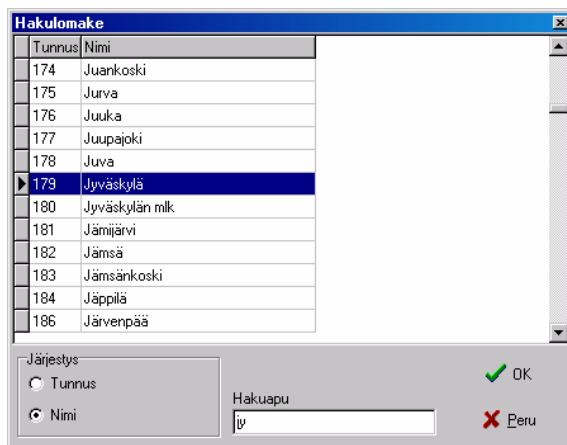 Hakulomake
Tunnus Nimi
174 Juankoski
175 Jurva
176 Juuka
177 Juupajoki
178 Juva
179 Jyväskylä
180 Jyväskylän mlk
181 Jämijärvi
182 Jämsä
183 Jämsänkoski
184 Jäppilä
186 Järvenpää
Järjestys
Tunnus
Nimi
Hakuapu
jy
OK
Peru